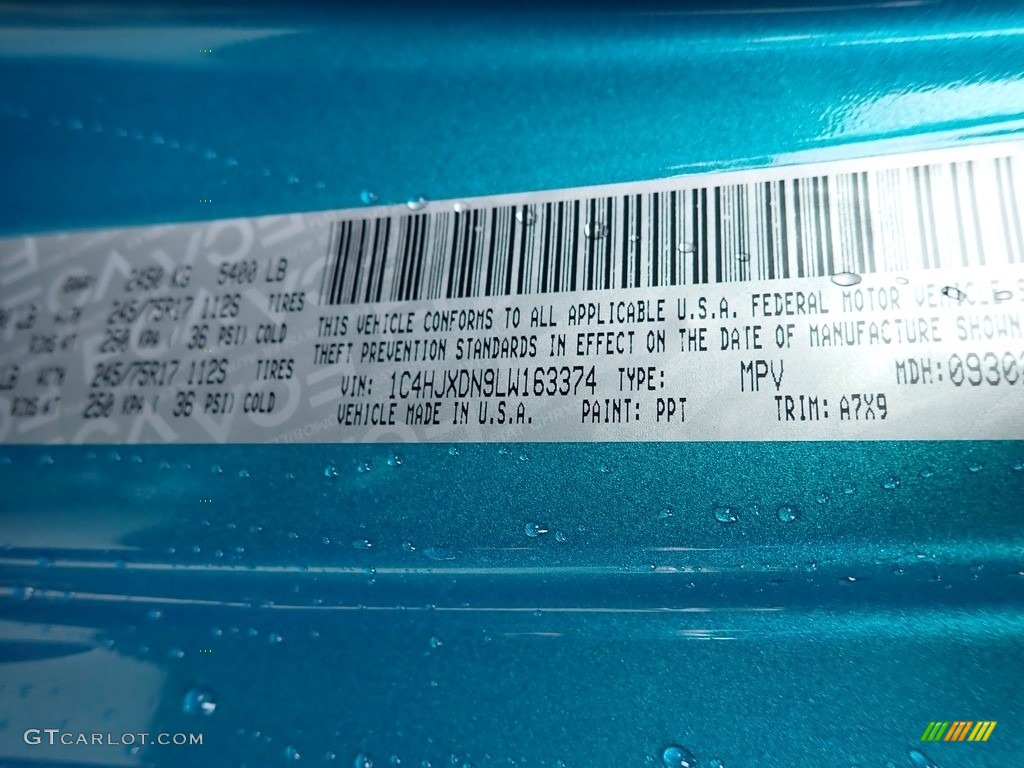 2450 KG 5400 LB
245/75R17 112S TIRES
250 KPA ( 36 PSI) COLD
245/75R17 112S TIRES
250 KPA ( 36 PSI) COLD
THIS VEHICLE CONFORMS TO ALL APPLICABLE U.S.A. FEDERAL MOTOR VEHICLE
THEFT PREVENTION STANDARDS IN EFFECT ON THE DATE OF MANUFACTURE SHOWN
VIN: 1C4HJXDN9LW163374 TYPE: MPV MDH:0930
VEHICLE MADE IN U.S.A. PAINT: PPT TRIM: A7X9
GTCARLOT.COM